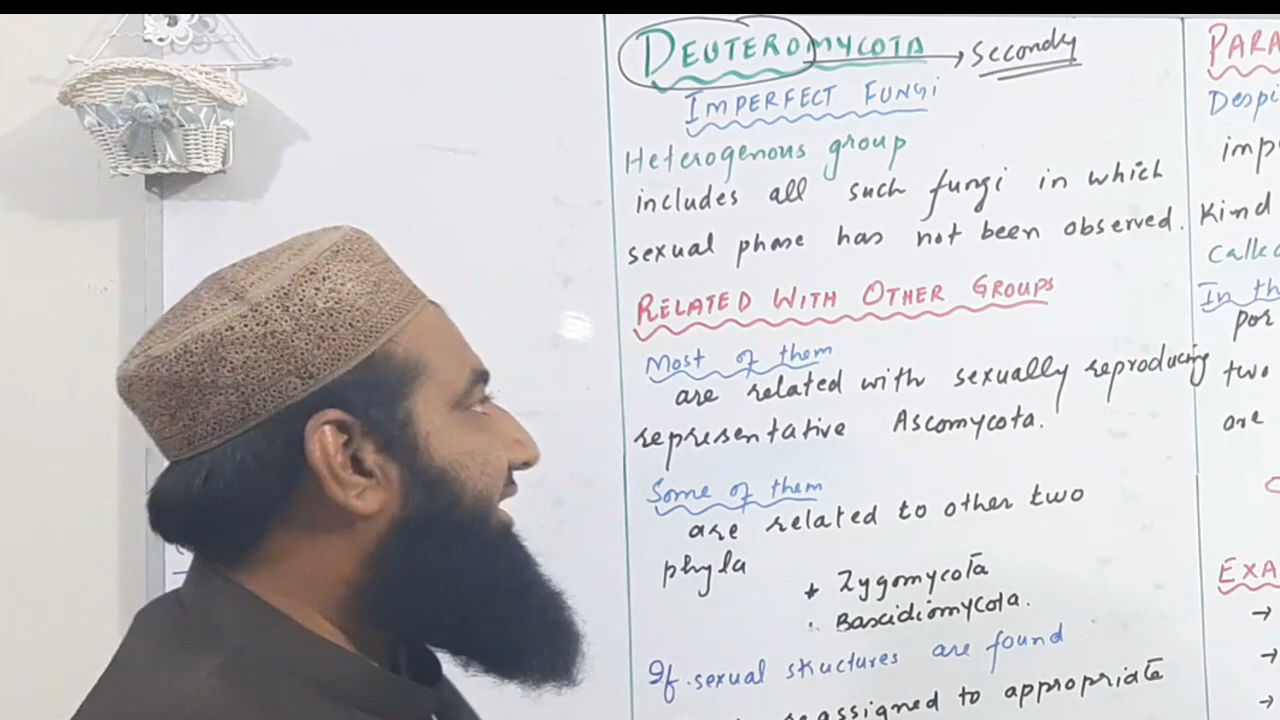 DEUTEROMYCOTA → Secondly
IMPERFECT FUNGI
Heterogenous group
includes all such fungi in which
sexual phase has not been observed.
RELATED WITH OTHER GROUPS
Most of them
are related with sexually reproducing
representative Ascomycota.
Some of them
are related to other two
phyla
+ Zygomycota
Bascidiomycota.
If sexual structures are found
reassigned to appropriate
PARA
Despi
imp
Kind
Calle
In th
por
two
are
EXA
→
→
→